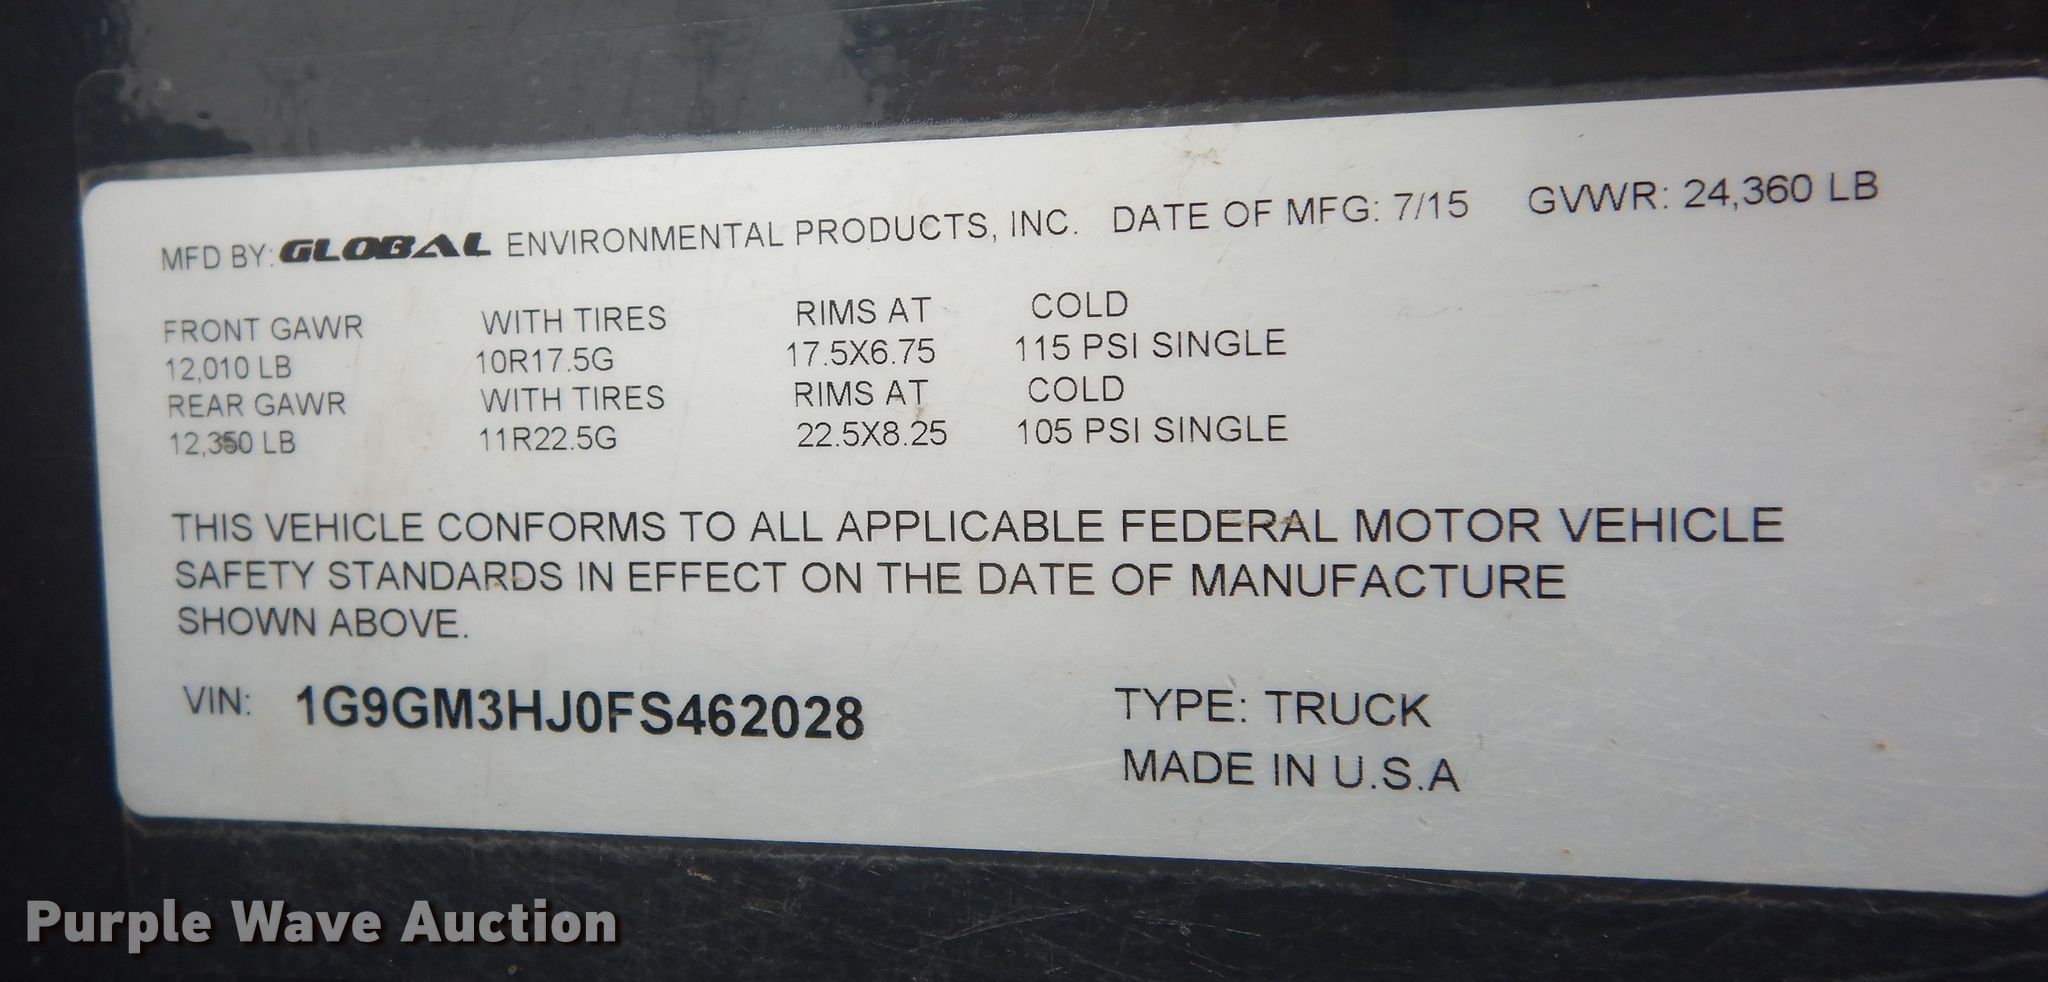 MFD BY: GLOBAL ENVIRONMENTAL PRODUCTS, INC. DATE OF MFG: 7/15 GVWR: 24,360 LB
FRONT GAWR WITH TIRES RIMS AT COLD
12,010 LB 10R17.5G 17.5X6.75 115 PSI SINGLE
REAR GAWR WITH TIRES RIMS AT COLD
12,350 LB 11R22.5G 22.5X8.25 105 PSI SINGLE
THIS VEHICLE CONFORMS TO ALL APPLICABLE FEDERAL MOTOR VEHICLE
SAFETY STANDARDS IN EFFECT ON THE DATE OF MANUFACTURE
SHOWN ABOVE.
VIN: 1G9GM3HJ0FS462028 TYPE: TRUCK
MADE IN U.S.A
Purple Wave Auction